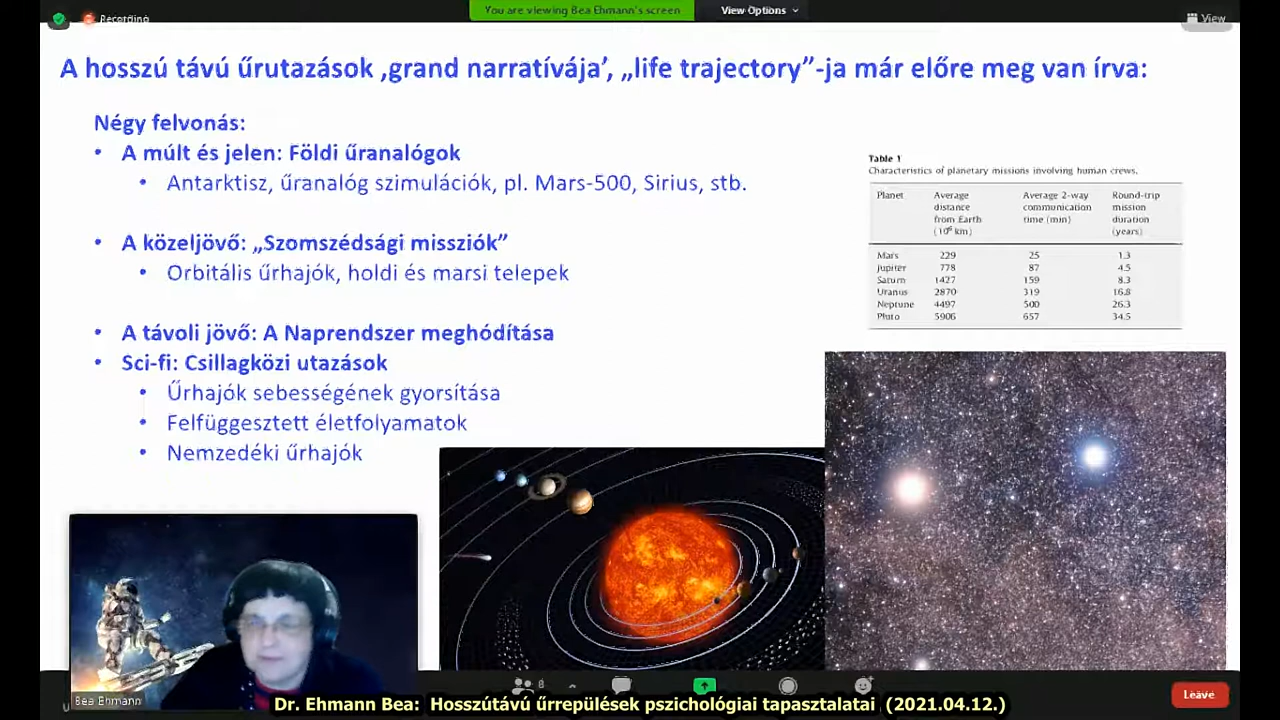 Recording
You are viewing Bea Ehmann's screen
View Options
View
A hosszú távú űrutazások ‚grand narratívája’, „life trajectory”-ja már előre meg van írva:
Négy felvonás:
• A múlt és jelen: Földi űranalógok
• Antarktisz, űranalóg szimulációk, pl. Mars-500, Sirius, stb.
• A közeljövő: „Szomszédsági missziók”
• Orbitális űrhajók, holdi és marsi telepek
• A távoli jövő: A Naprendszer meghódítása
• Sci-fi: Csillagközi utazások
• Űrhajók sebességének gyorsítása
• Felfüggesztett életfolyamatok
• Nemzedéki űrhajók
Table 1
Characteristics of planetary missions involving human crews.
Planet Average distance from Earth (10⁶ km) Average 2-way communication time (min) Round-trip mission duration (years)
Mars 229 25 1.3
Jupiter 778 87 4.5
Saturn 1427 159 8.3
Uranus 2870 319 16.8
Neptune 4497 500 26.3
Pluto 5906 657 34.5
Bea Ehmann
8
Leave
Dr. Ehmann Bea: Hosszútávú űrrepülések pszichológiai tapasztalatai (2021.04.12.)